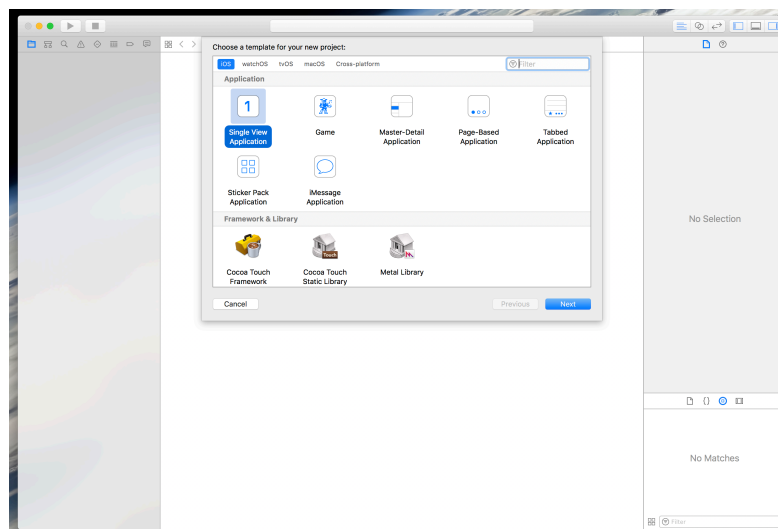 Choose a template for your new project:
iOS watchOS tvOS macOS Cross-platform
Filter
Application
1
Single View Application
Game
Master-Detail Application
Page-Based Application
Tabbed Application
Sticker Pack Application
iMessage Application
Framework & Library
Touch
Cocoa Touch Framework
Cocoa Touch Static Library
Metal Library
Cancel
Previous
Next
No Selection
{}
No Matches
Filter